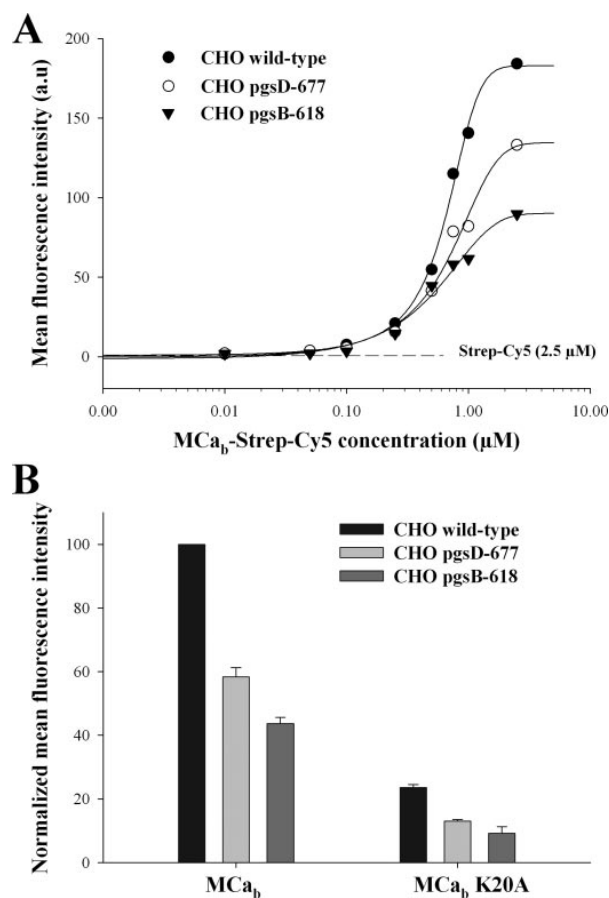 A
200
150
100
50
0
Mean fluorescence intensity (a.u)
CHO wild-type
CHO pgsD-677
CHO pgsB-618
Strep-Cy5 (2.5 µM)
0.00 0.01 0.10 1.00 10.00
MCab-Strep-Cy5 concentration (µM)
B
100
80
60
40
20
0
Normalized mean fluorescence intensity
CHO wild-type
CHO pgsD-677
CHO pgsB-618
MCab MCab K20A